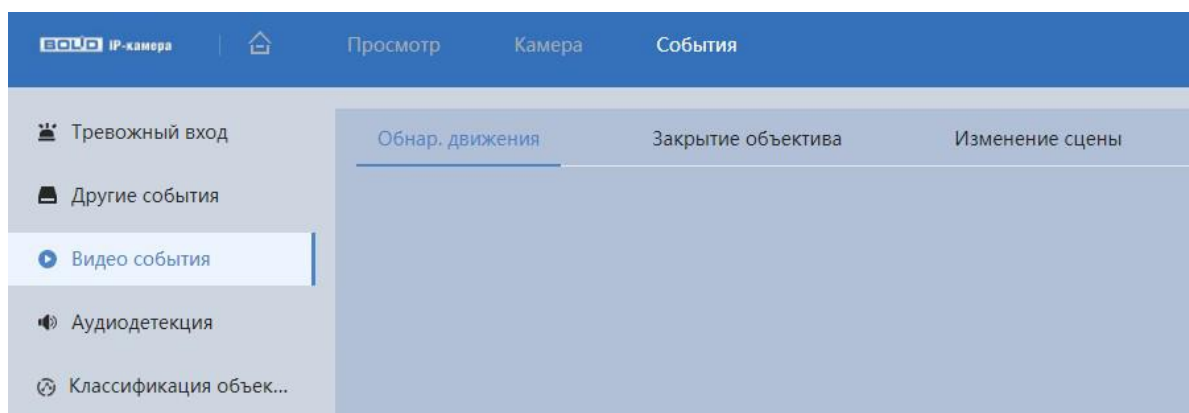 BOLID IP-камера
Просмотр Камера События
Тревожный вход
Обнар. движения Закрытие объектива Изменение сцены
Другие события
Видео события
Аудиодетекция
Классификация объек...